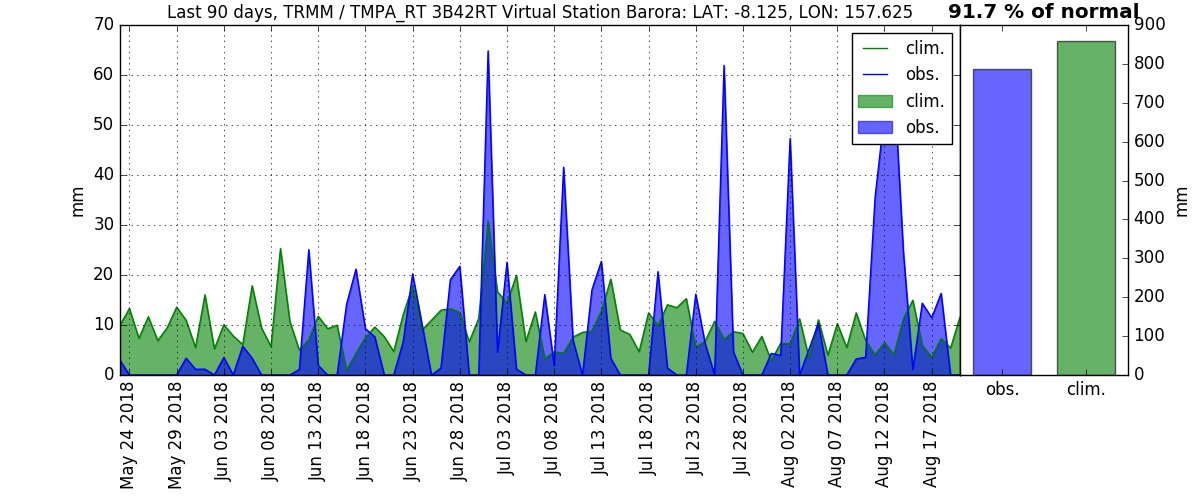 Last 90 days, TRMM / TMPA_RT 3B42RT Virtual Station Barora: LAT: -8.125, LON: 157.625
91.7 % of normal
70
60
50
40
30
20
10
0
mm
clim.
obs.
clim.
obs.
900
800
700
600
500
400
300
200
100
0
mm
May 24 2018
May 29 2018
Jun 03 2018
Jun 08 2018
Jun 13 2018
Jun 18 2018
Jun 23 2018
Jun 28 2018
Jul 03 2018
Jul 08 2018
Jul 13 2018
Jul 18 2018
Jul 23 2018
Jul 28 2018
Aug 02 2018
Aug 07 2018
Aug 12 2018
Aug 17 2018
obs.
clim.